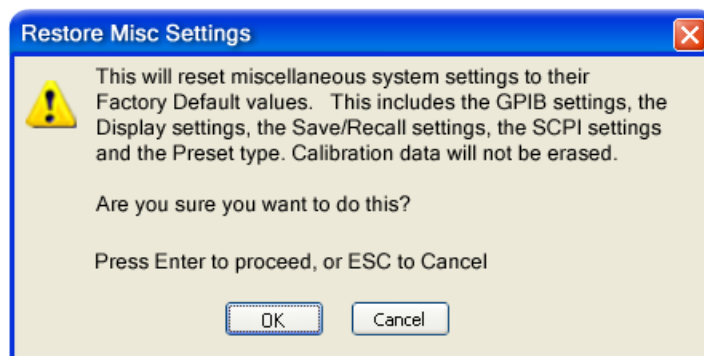 Restore Misc Settings
This will reset miscellaneous system settings to their
Factory Default values.   This includes the GPIB settings, the
Display settings, the Save/Recall settings, the SCPI settings
and the Preset type. Calibration data will not be erased.
Are you sure you want to do this?
Press Enter to proceed, or ESC to Cancel
OK
Cancel